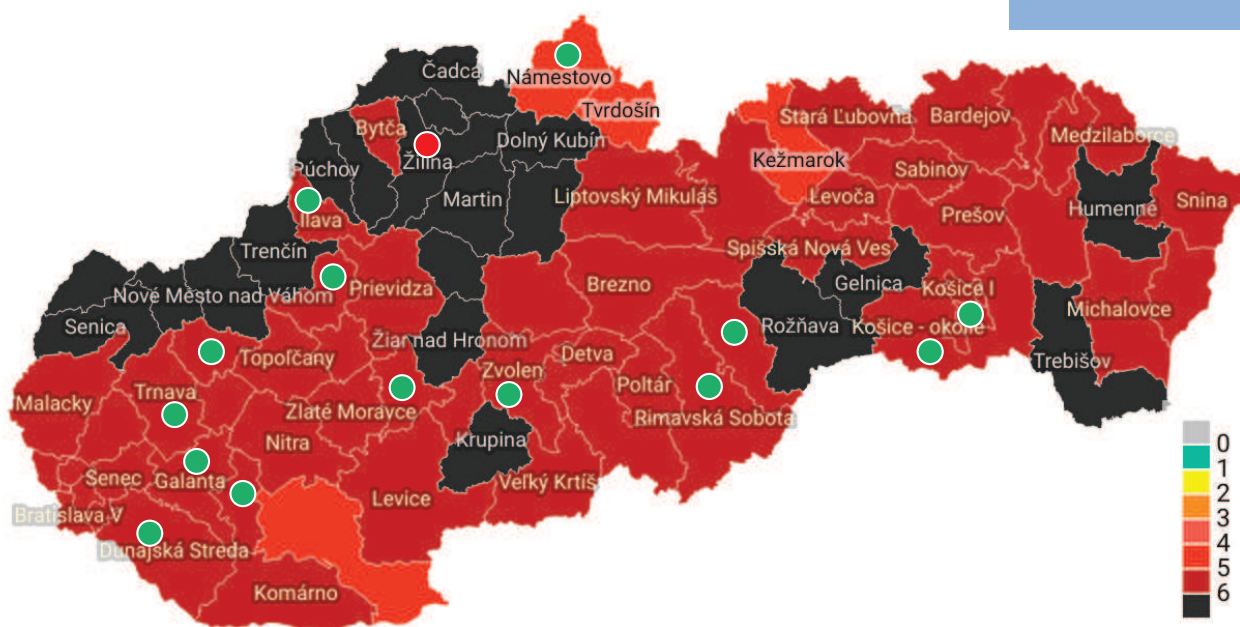 Čadca
Námestovo
Tvrdošín
Bytča
Dolný Kubín
Žilina
Púchov
Stará Ľubovňa
Bardejov
Medzilaborce
Kežmarok
Sabinov
Martin
Liptovský Mikuláš
Levoča
Ilava
Prešov
Humenné
Snina
Trenčín
Spišská Nová Ves
Prievidza
Brezno
Gelnica
Košice I
Nové Město nad Váhom
Senica
Rožňava
Košice - okolie
Michalovce
Žiar nad Hronom
Topoľčany
Detva
Zvolen
Trebišov
Poltár
Trnava
Malacky
Zlaté Moravce
Rimavská Sobota
Nitra
Krupina
Senec
Galanta
Levice
Veľký Krtíš
Bratislava V
Dunajská Streda
Komárno
0
1
2
3
4
5
6